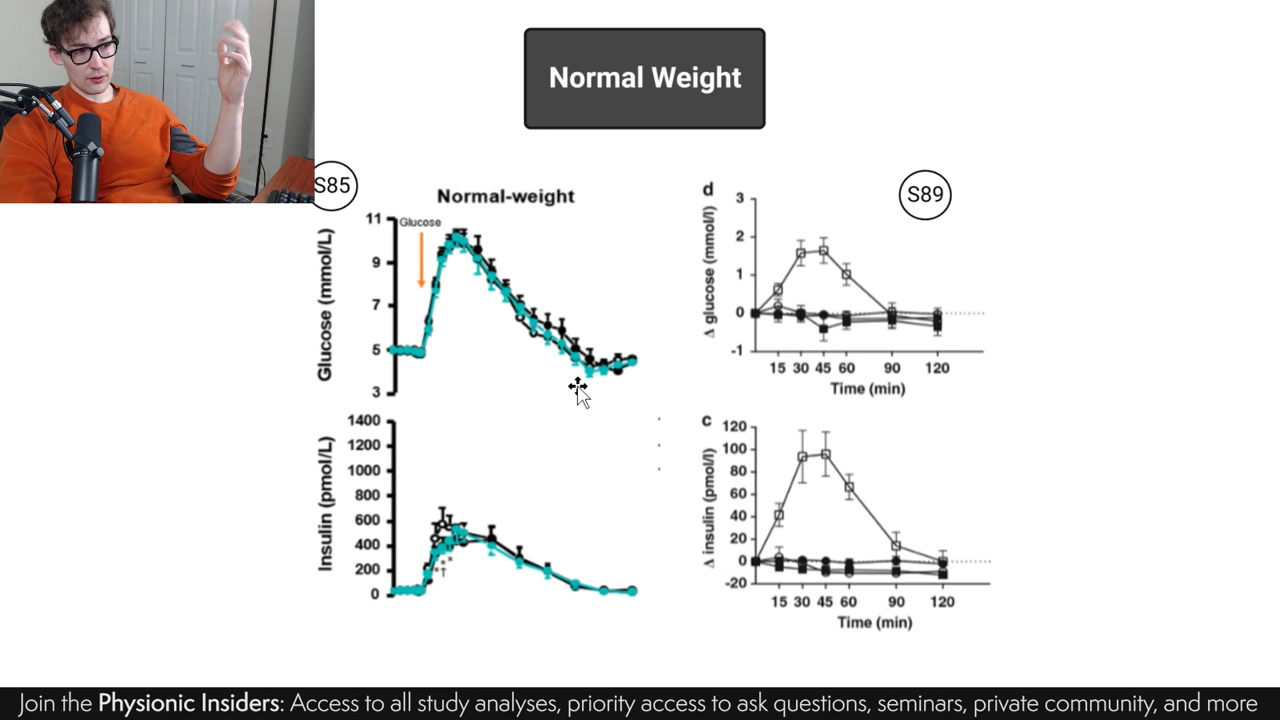 Normal Weight
S85
Normal-weight
Glucose
Glucose (mmol/L)
11
9
7
5
3
Insulin (pmol/L)
1400
1200
1000
800
600
400
200
0
*
*†
S89
d
Δ glucose (mmol/l)
3
2
1
0
-1
15 30 45 60 90 120
Time (min)
c
Δ insulin (pmol/l)
120
100
80
60
40
20
0
-20
15 30 45 60 90 120
Time (min)
Join the Physionic Insiders: Access to all study analyses, priority access to ask questions, seminars, private community, and more